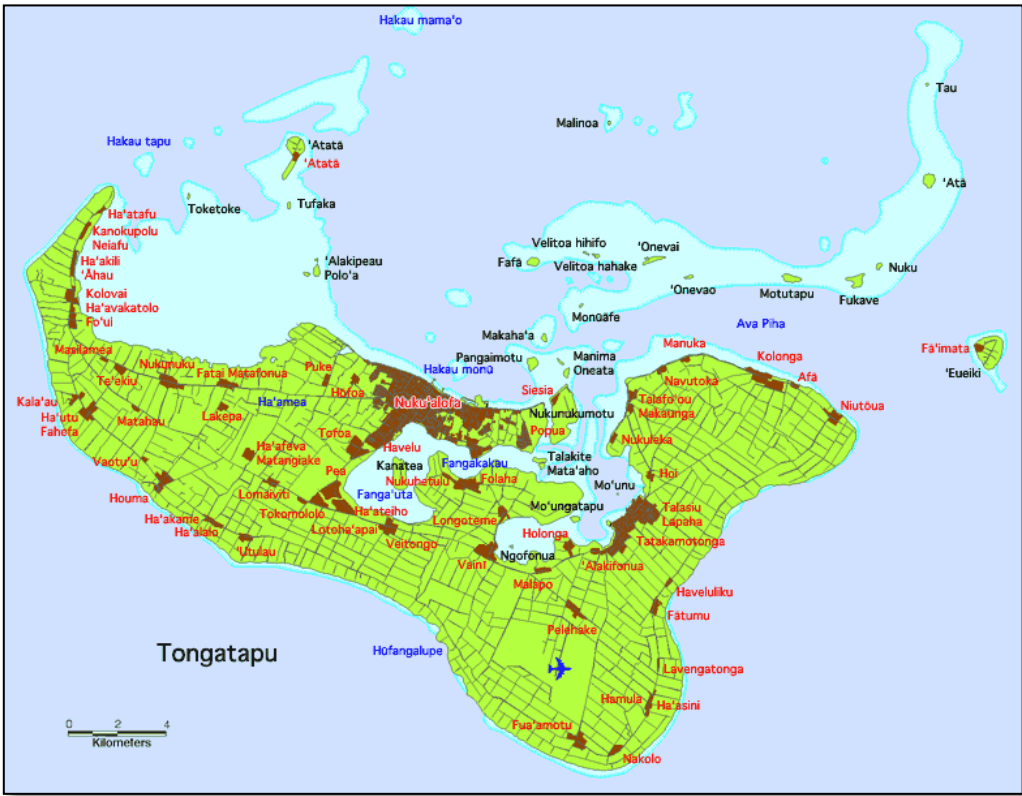 Hakau mama'o
Tau
Malinoa
Hakau tapu
'Atatā
'Atatā
'Atā
Toketoke
Tufaka
Ha'atafu
Kanokupolu
Neiafu
Ha'akili
'Āhau
Kolovai
Ha'avakatolo
Fo'ui
'Alakipeau
Polo'a
Velitoa hihifo
'Onevai
Fafá
Velitoa hahake
Nuku
'Onevao
Motutapu
Fukave
Monūafe
Ava Piha
Makaha'a
Manuka
Fā'imata
'Eueiki
Masilamea
Nukunuku
Fatai Matafonua
Te'ekiu
Puke
Hōfoa
Hakau monū
Pangaimotu
Manima
Oneata
Kolonga
Navutoka
Afā
Siesia
Kala'au
Ha'utu
Fahefa
Matahau
Lakepa
Ha'amea
Nuku'alofa
Nukunukumotu
Talafo'ou
Makaunga
Niutōua
Popua
Tofoa
Havelu
Nukuleka
Ha'afeva
Matangiake
Vaotu'u
Pea
Kanatea
Fangakakau
Talakite
Mata'aho
Hoi
Nukuhetulu
Folaha
Mo'unu
Houma
Lomaiviti
Fanga'uta
Tokomololo
Ha'ateiho
Mo'ungatapu
Talasiu
Lapaha
Ha'akame
Ha'alalo
Lotoha'apai
Longoteme
Veitongo
Holonga
Tatakamotonga
'Utulau
Vaini
Ngofonua
'Alakifonua
Malapo
Haveluliku
Fātumu
Pelehake
Tongatapu
Hūfangalupe
Lavengatonga
Hamula
Ha'asini
0 2 4
Kilometers
Fua'amotu
Nakolo